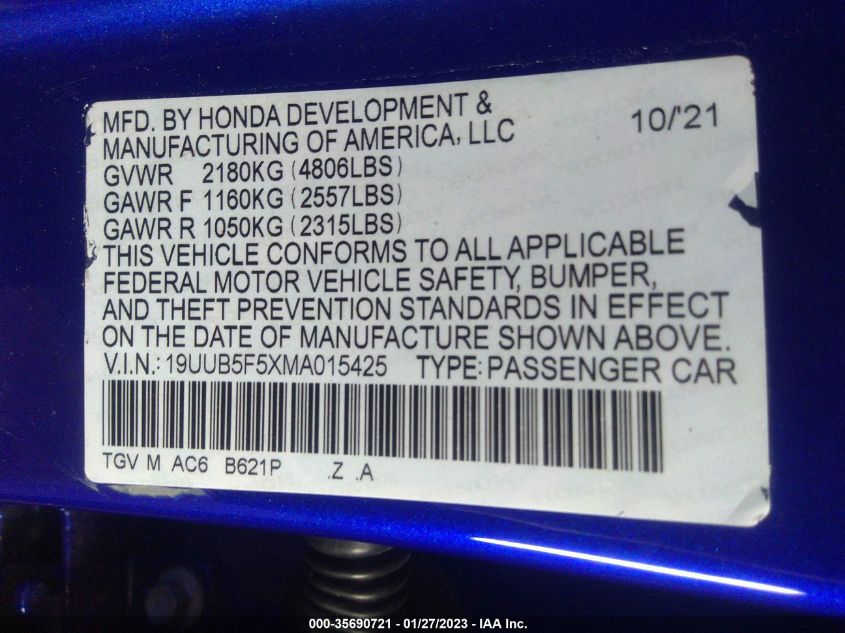 MFD. BY HONDA DEVELOPMENT &
MANUFACTURING OF AMERICA, LLC 10/'21
GVWR 2180KG (4806LBS)
GAWR F 1160KG (2557LBS)
GAWR R 1050KG (2315LBS)
THIS VEHICLE CONFORMS TO ALL APPLICABLE
FEDERAL MOTOR VEHICLE SAFETY, BUMPER,
AND THEFT PREVENTION STANDARDS IN EFFECT
ON THE DATE OF MANUFACTURE SHOWN ABOVE.
V.I.N.: 19UUB5F5XMA015425 TYPE: PASSENGER CAR
TGV M AC6 B621P .Z .A
000-35690721 - 01/27/2023 - IAA Inc.